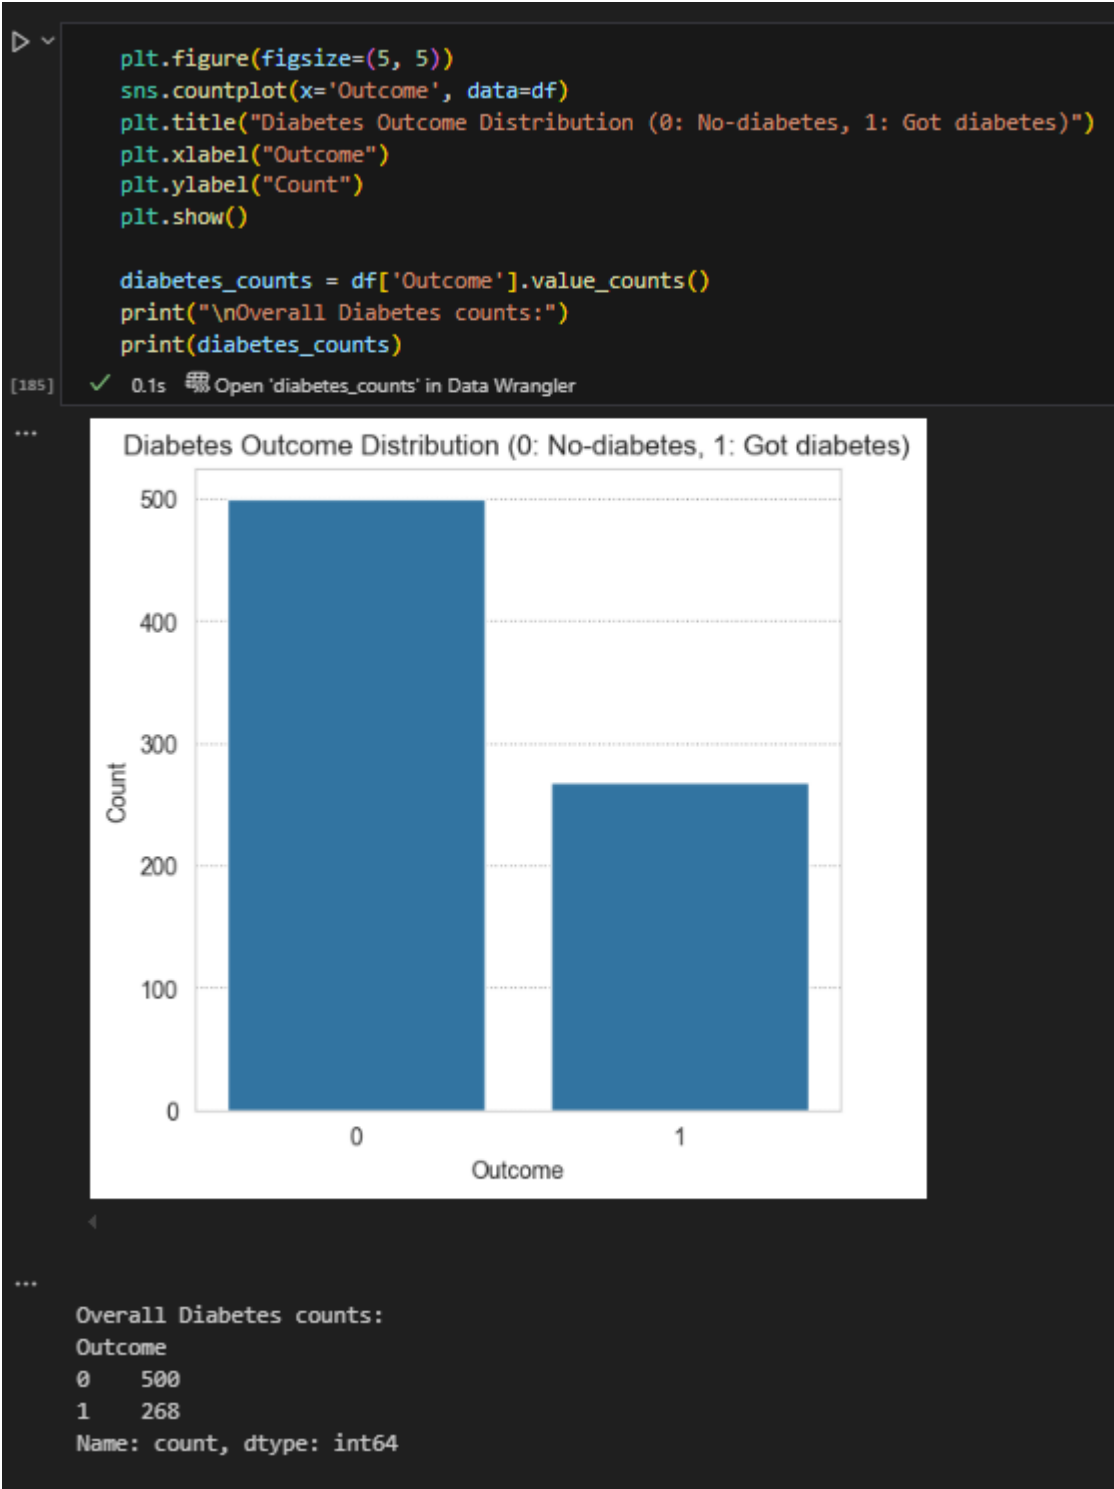 plt.figure(figsize=(5, 5))
sns.countplot(x='Outcome', data=df)
plt.title("Diabetes Outcome Distribution (0: No-diabetes, 1: Got diabetes)")
plt.xlabel("Outcome")
plt.ylabel("Count")
plt.show()
diabetes_counts = df['Outcome'].value_counts()
print("\nOverall Diabetes counts:")
print(diabetes_counts)
[185] 0.1s Open 'diabetes_counts' in Data Wrangler
Diabetes Outcome Distribution (0: No-diabetes, 1: Got diabetes)
500
400
300
Count
200
100
0
0 1
Outcome
Overall Diabetes counts:
Outcome
0 500
1 268
Name: count, dtype: int64